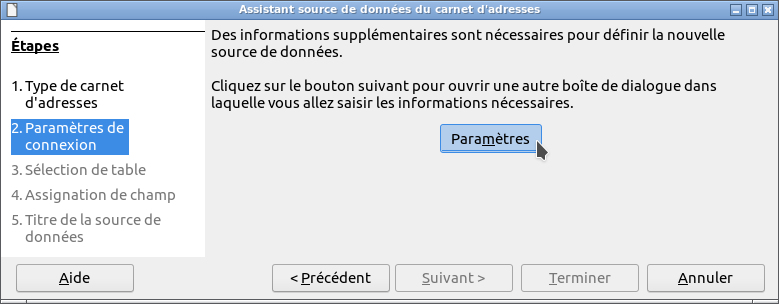 Assistant source de données du carnet d'adresses
Étapes
1. Type de carnet
d'adresses
2. Paramètres de
connexion
3. Sélection de table
4. Assignation de champ
5. Titre de la source de
données
Des informations supplémentaires sont nécessaires pour définir la nouvelle
source de données.
Cliquez sur le bouton suivant pour ouvrir une autre boîte de dialogue dans
laquelle vous allez saisir les informations nécessaires.
Paramètres
Aide
< Précédent
Suivant >
Terminer
Annuler